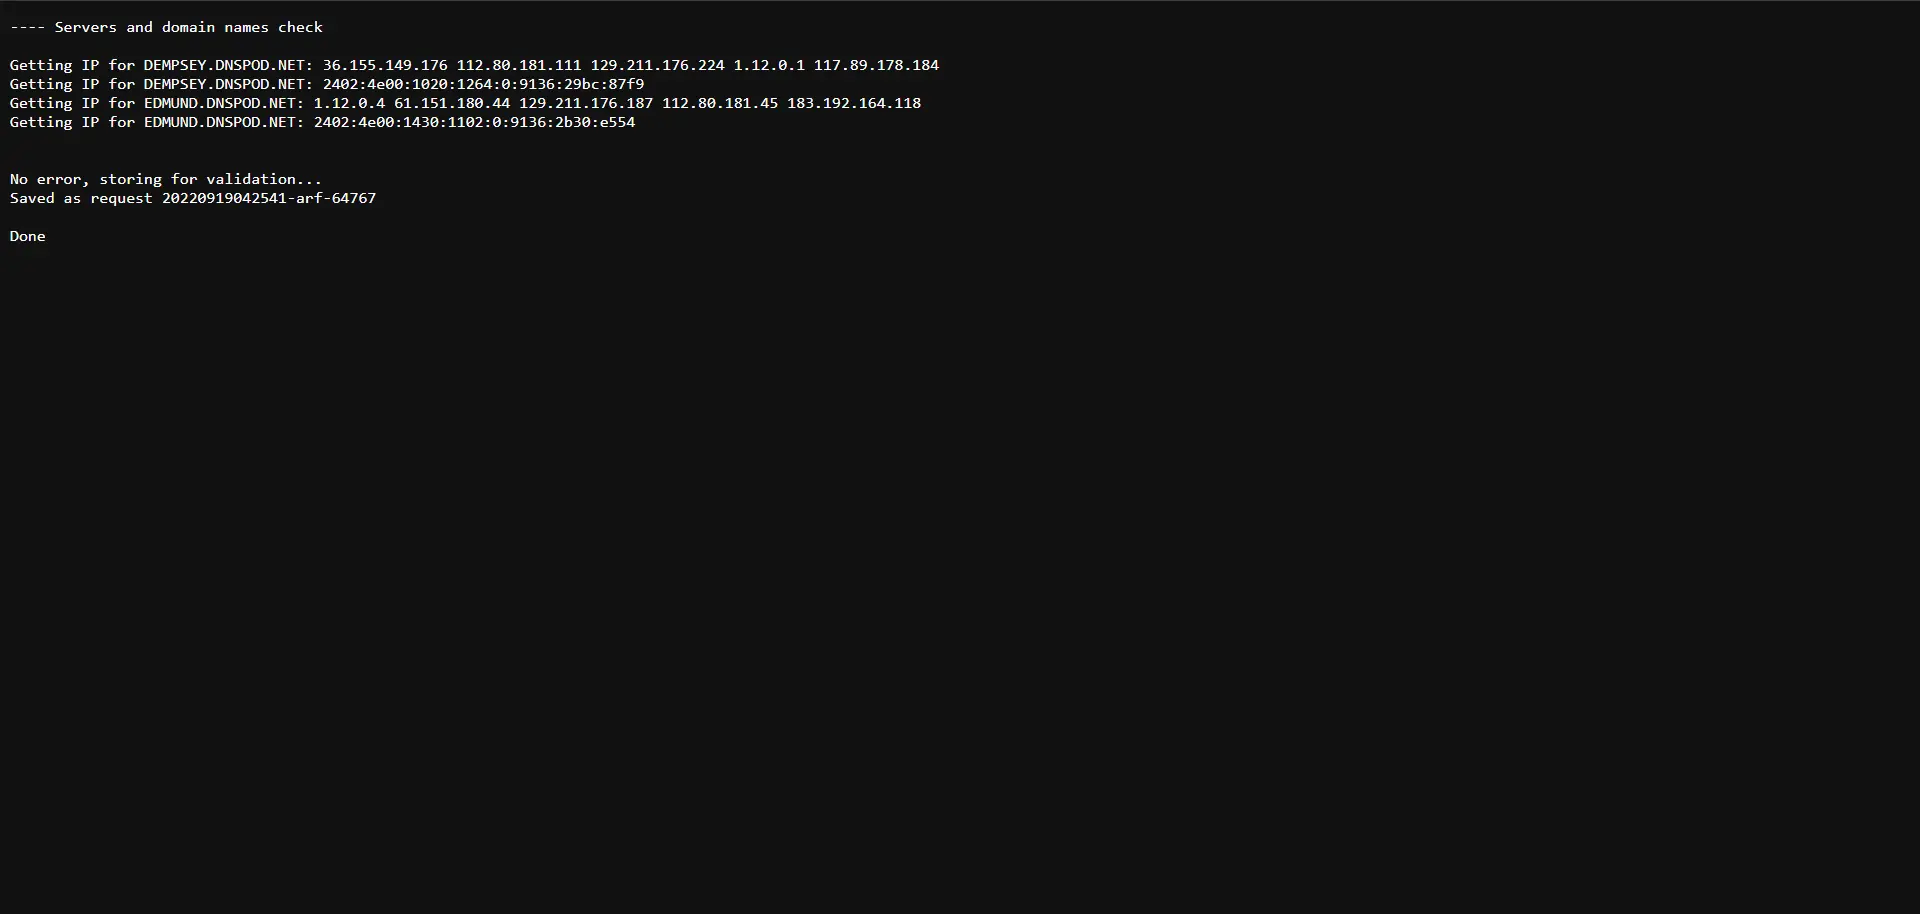 ---- Servers and domain names check
Getting IP for DEMPSEY.DNSPOD.NET: 36.155.149.176 112.80.181.111 129.211.176.224 1.12.0.1 117.89.178.184
Getting IP for DEMPSEY.DNSPOD.NET: 2402:4e00:1020:1264:0:9136:29bc:87f9
Getting IP for EDMUND.DNSPOD.NET: 1.12.0.4 61.151.180.44 129.211.176.187 112.80.181.45 183.192.164.118
Getting IP for EDMUND.DNSPOD.NET: 2402:4e00:1430:1102:0:9136:2b30:e554
No error, storing for validation...
Saved as request 20220919042541-arf-64767
Done